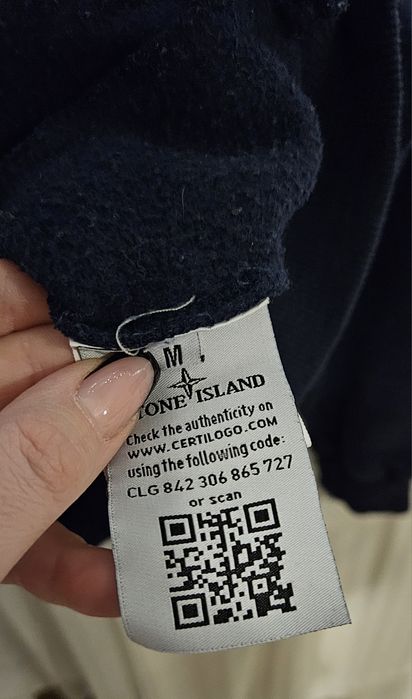 M
STONE ISLAND
Check the authenticity on
WWW.CERTILOGO.COM
using the following code:
CLG 842 306 865 727
or scan